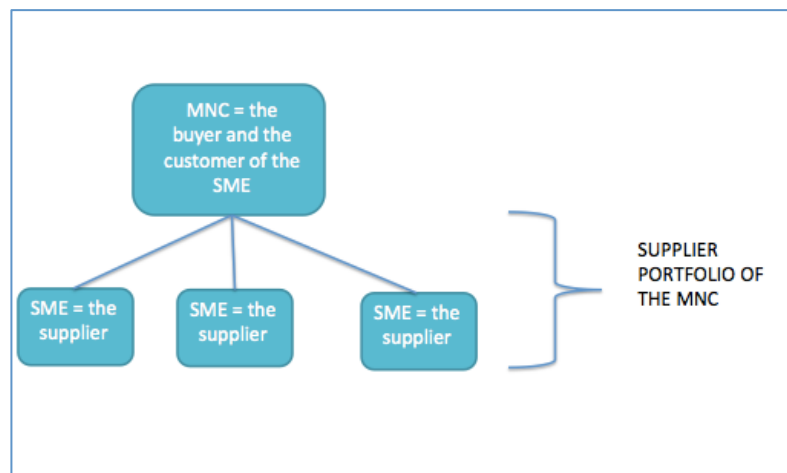 MNC = the
buyer and the
customer of the
SME
SME = the
supplier
SME = the
supplier
SME = the
supplier
SUPPLIER
PORTFOLIO OF
THE MNC